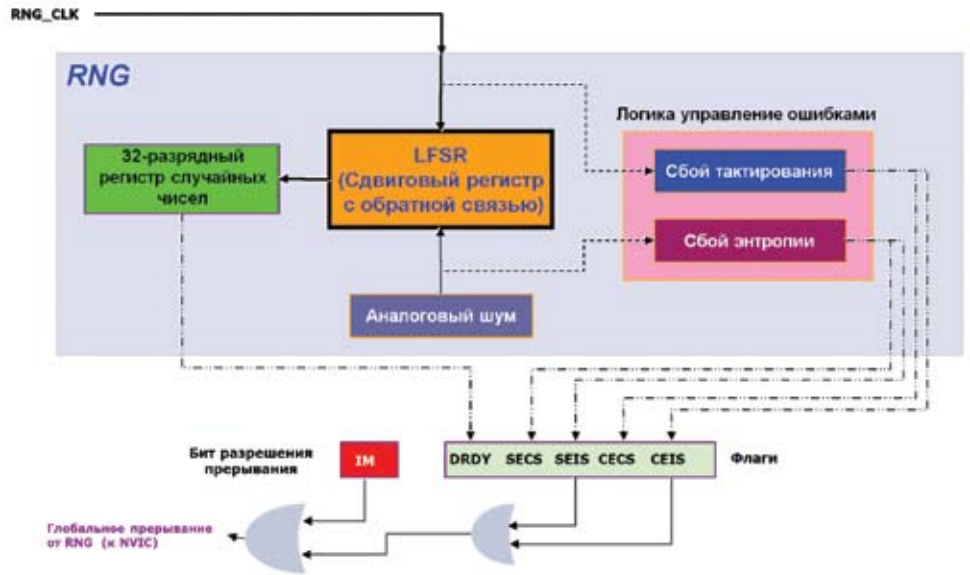 RNG_CLK
RNG
Логика управление ошибками
32-разрядный
регистр случайных
чисел
LFSR
(Сдвиговый регистр
с обратной связью)
Сбой тактирования
Сбой энтропии
Аналоговый шум
Бит разрешения
прерывания
IM
DRDY SECS SEIS CECS CEIS
Флаги
Глобальное прерывание
от RNG (к NVIC)